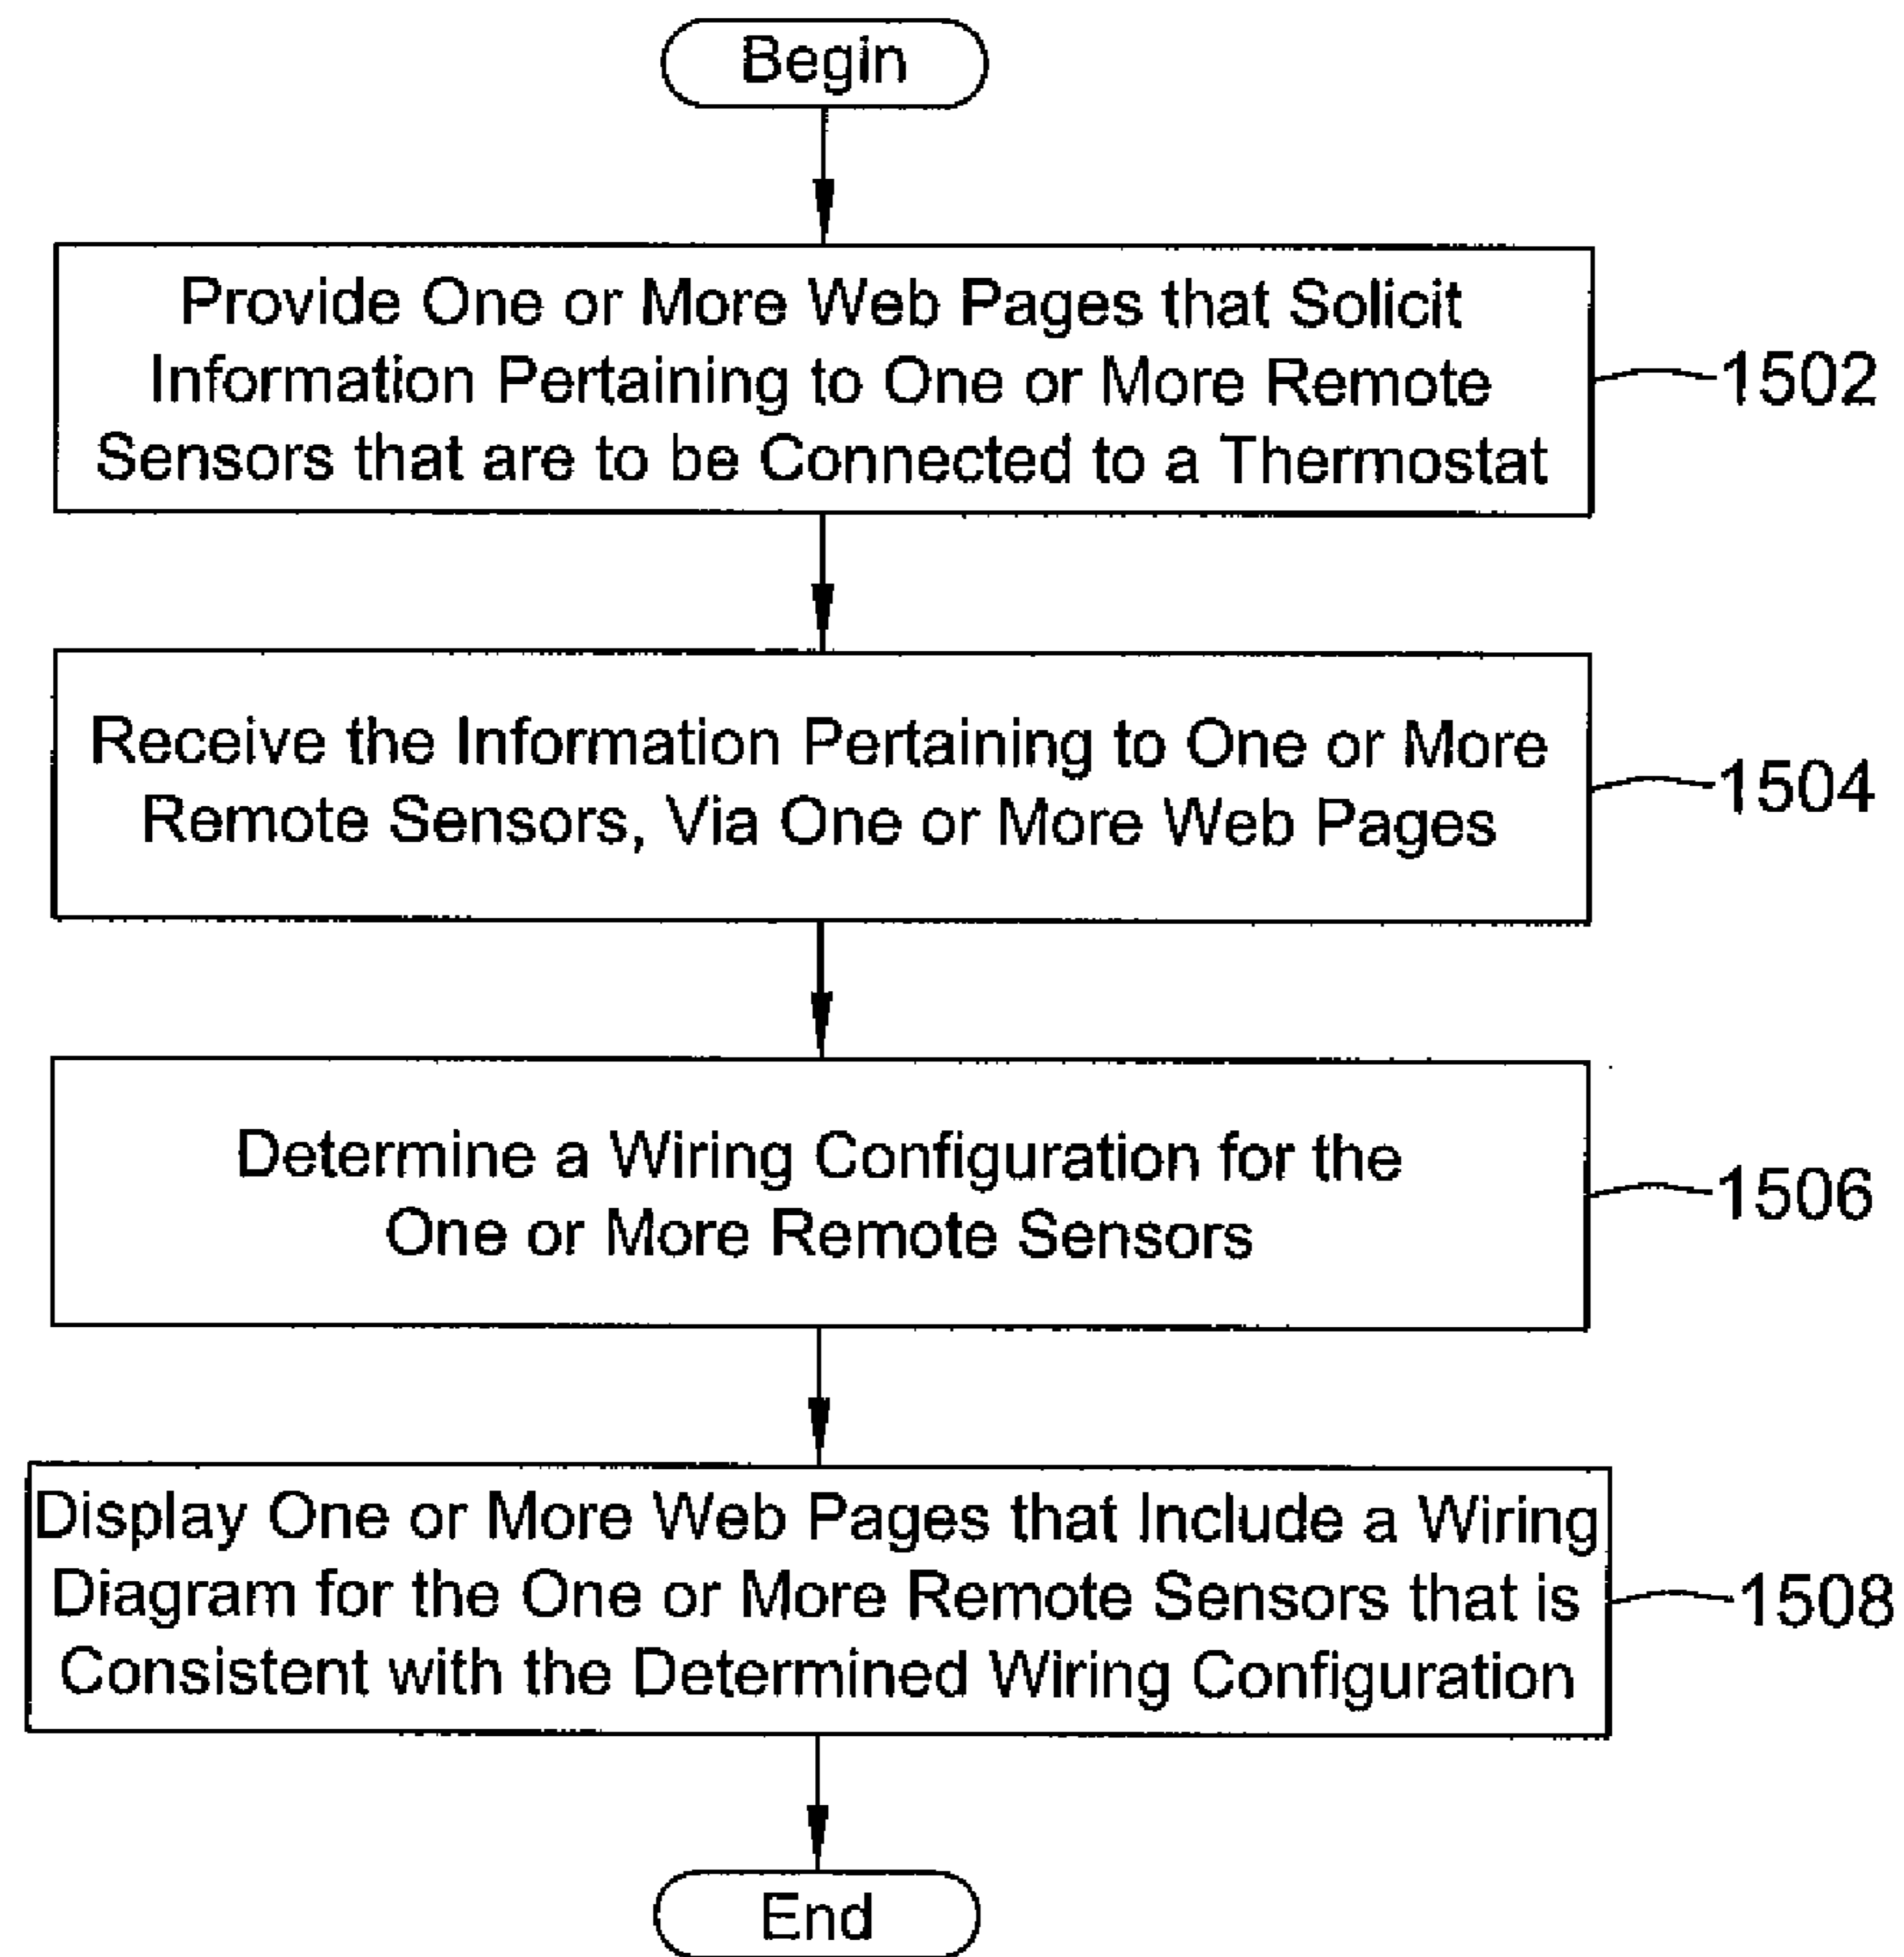 Begin
Provide One or More Web Pages that Solicit
Information Pertaining to One or More Remote
Sensors that are to be Connected to a Thermostat
1502
Receive the Information Pertaining to One or More
Remote Sensors, Via One or More Web Pages
1504
Determine a Wiring Configuration for the
One or More Remote Sensors
1506
Display One or More Web Pages that Include a Wiring
Diagram for the One or More Remote Sensors that is
Consistent with the Determined Wiring Configuration
1508
End